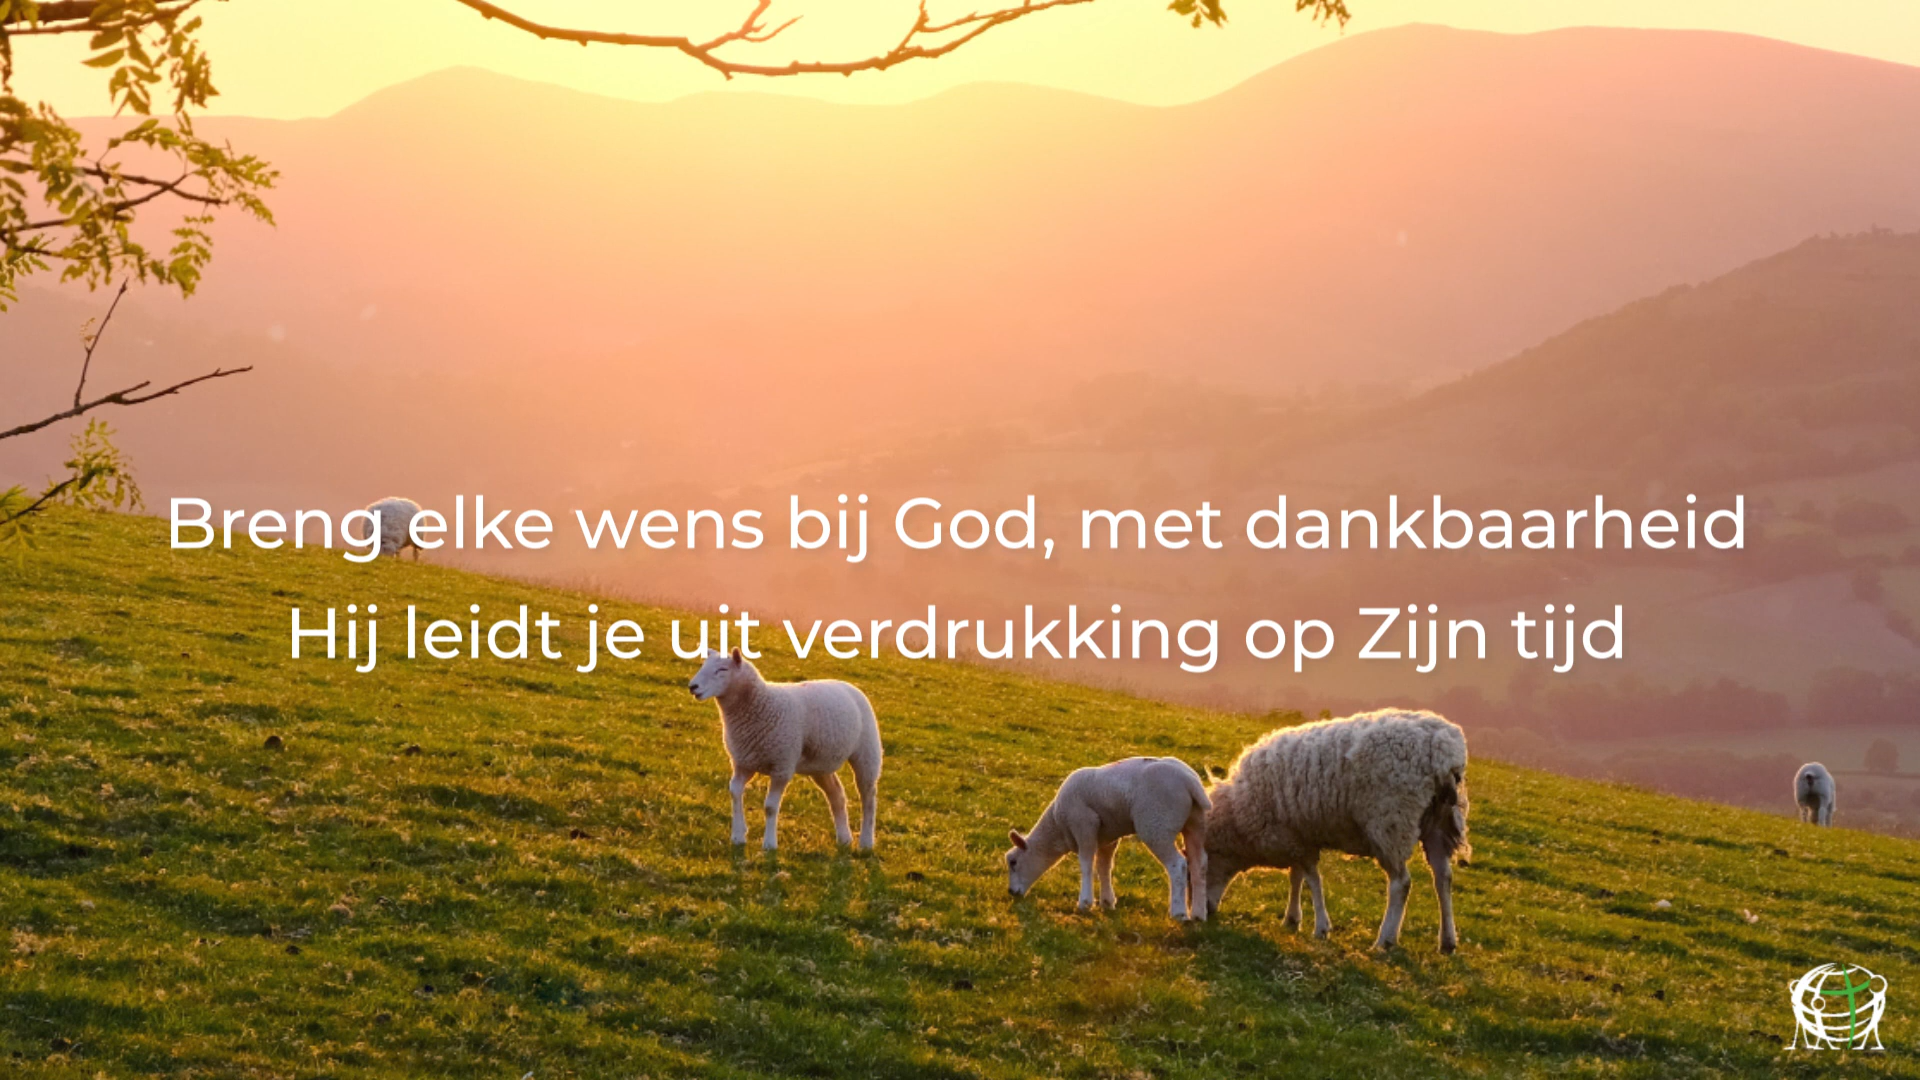 Breng elke wens bij God, met dankbaarheid
Hij leidt je uit verdrukking op Zijn tijd